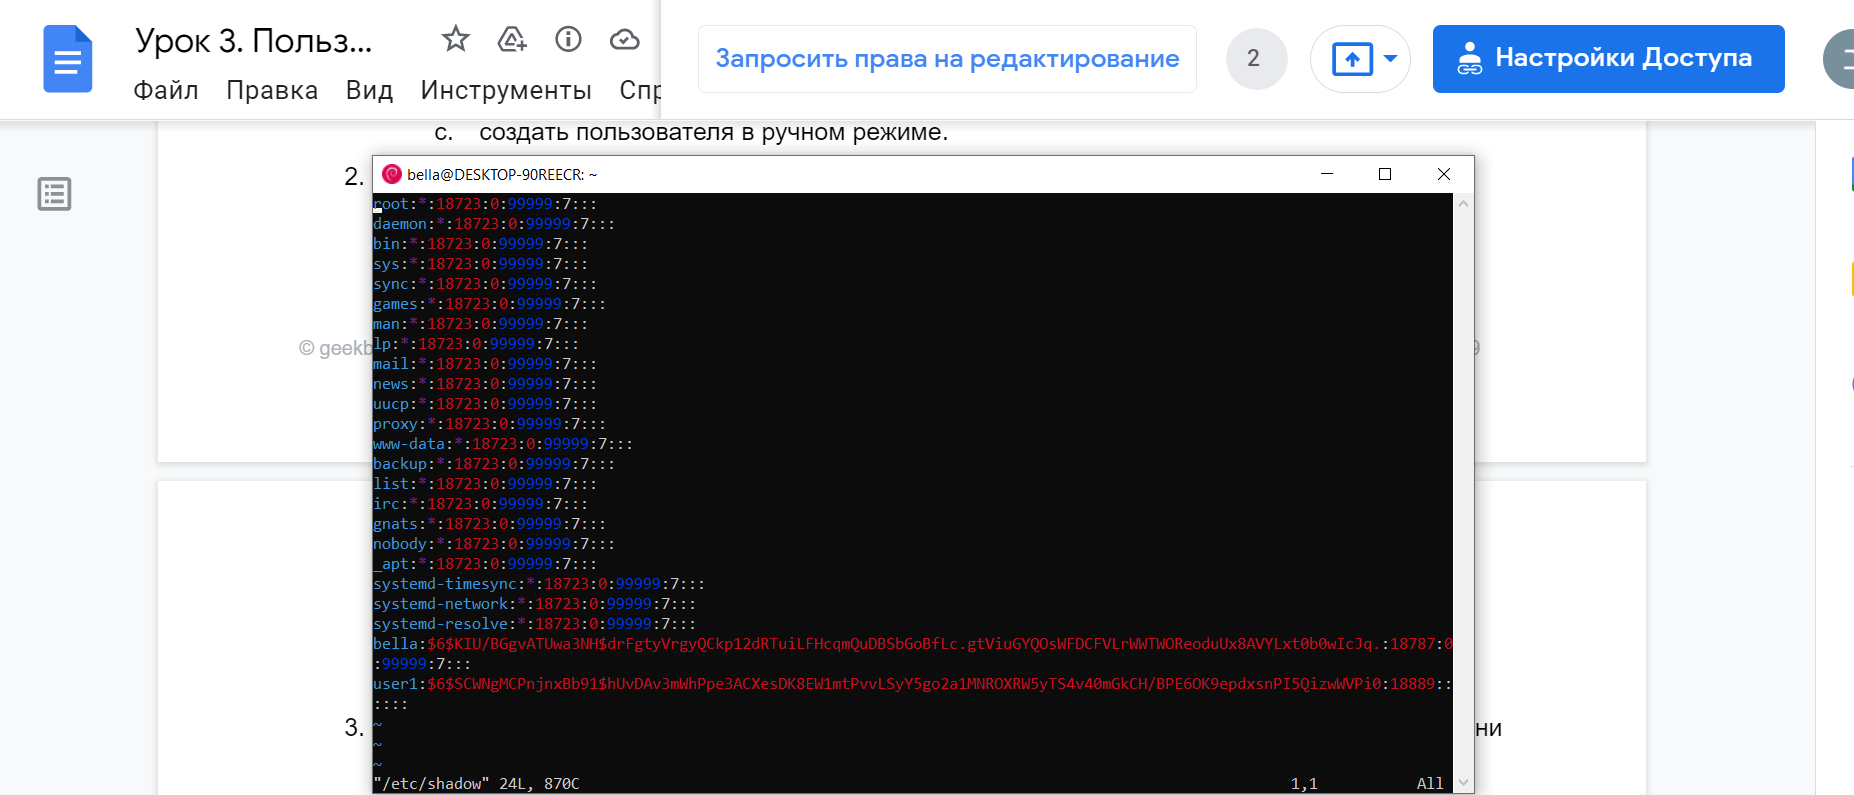 Урок 3. Польз...
Файл Правка Вид Инструменты Спр
Запросить права на редактирование
2
Настройки Доступа
c. создать пользователя в ручном режиме.
2.
bella@DESKTOP-90REECR: ~
root:*:18723:0:99999:7:::
daemon:*:18723:0:99999:7:::
bin:*:18723:0:99999:7:::
sys:*:18723:0:99999:7:::
sync:*:18723:0:99999:7:::
games:*:18723:0:99999:7:::
man:*:18723:0:99999:7:::
lp:*:18723:0:99999:7:::
mail:*:18723:0:99999:7:::
news:*:18723:0:99999:7:::
uucp:*:18723:0:99999:7:::
proxy:*:18723:0:99999:7:::
www-data:*:18723:0:99999:7:::
backup:*:18723:0:99999:7:::
list:*:18723:0:99999:7:::
irc:*:18723:0:99999:7:::
gnats:*:18723:0:99999:7:::
nobody:*:18723:0:99999:7:::
_apt:*:18723:0:99999:7:::
systemd-timesync:*:18723:0:99999:7:::
systemd-network:*:18723:0:99999:7:::
systemd-resolve:*:18723:0:99999:7:::
bella:$6$KIU/BGgvATUwa3NH$drFgtyVrgyQCkp12dRTuiLFHcqmQuDBSbGoBfLc.gtViuGYQOsWFDCFVLrWWTWOReoduUx8AVYLxt0b0wIcJq.:18787:0
:99999:7:::
user1:$6$SCWNgMCPnjnxBb91$hUvDAv3mWhPpe3ACXesDK8EW1mtPvvLSyY5go2a1MNROXRW5yTS4v40mGkCH/BPE6OK9epdxsnPI5QizwWVPi0:18889::
::::
~
~
~
"/etc/shadow" 24L, 870C 1,1 All
© geekb
9
3.
ни